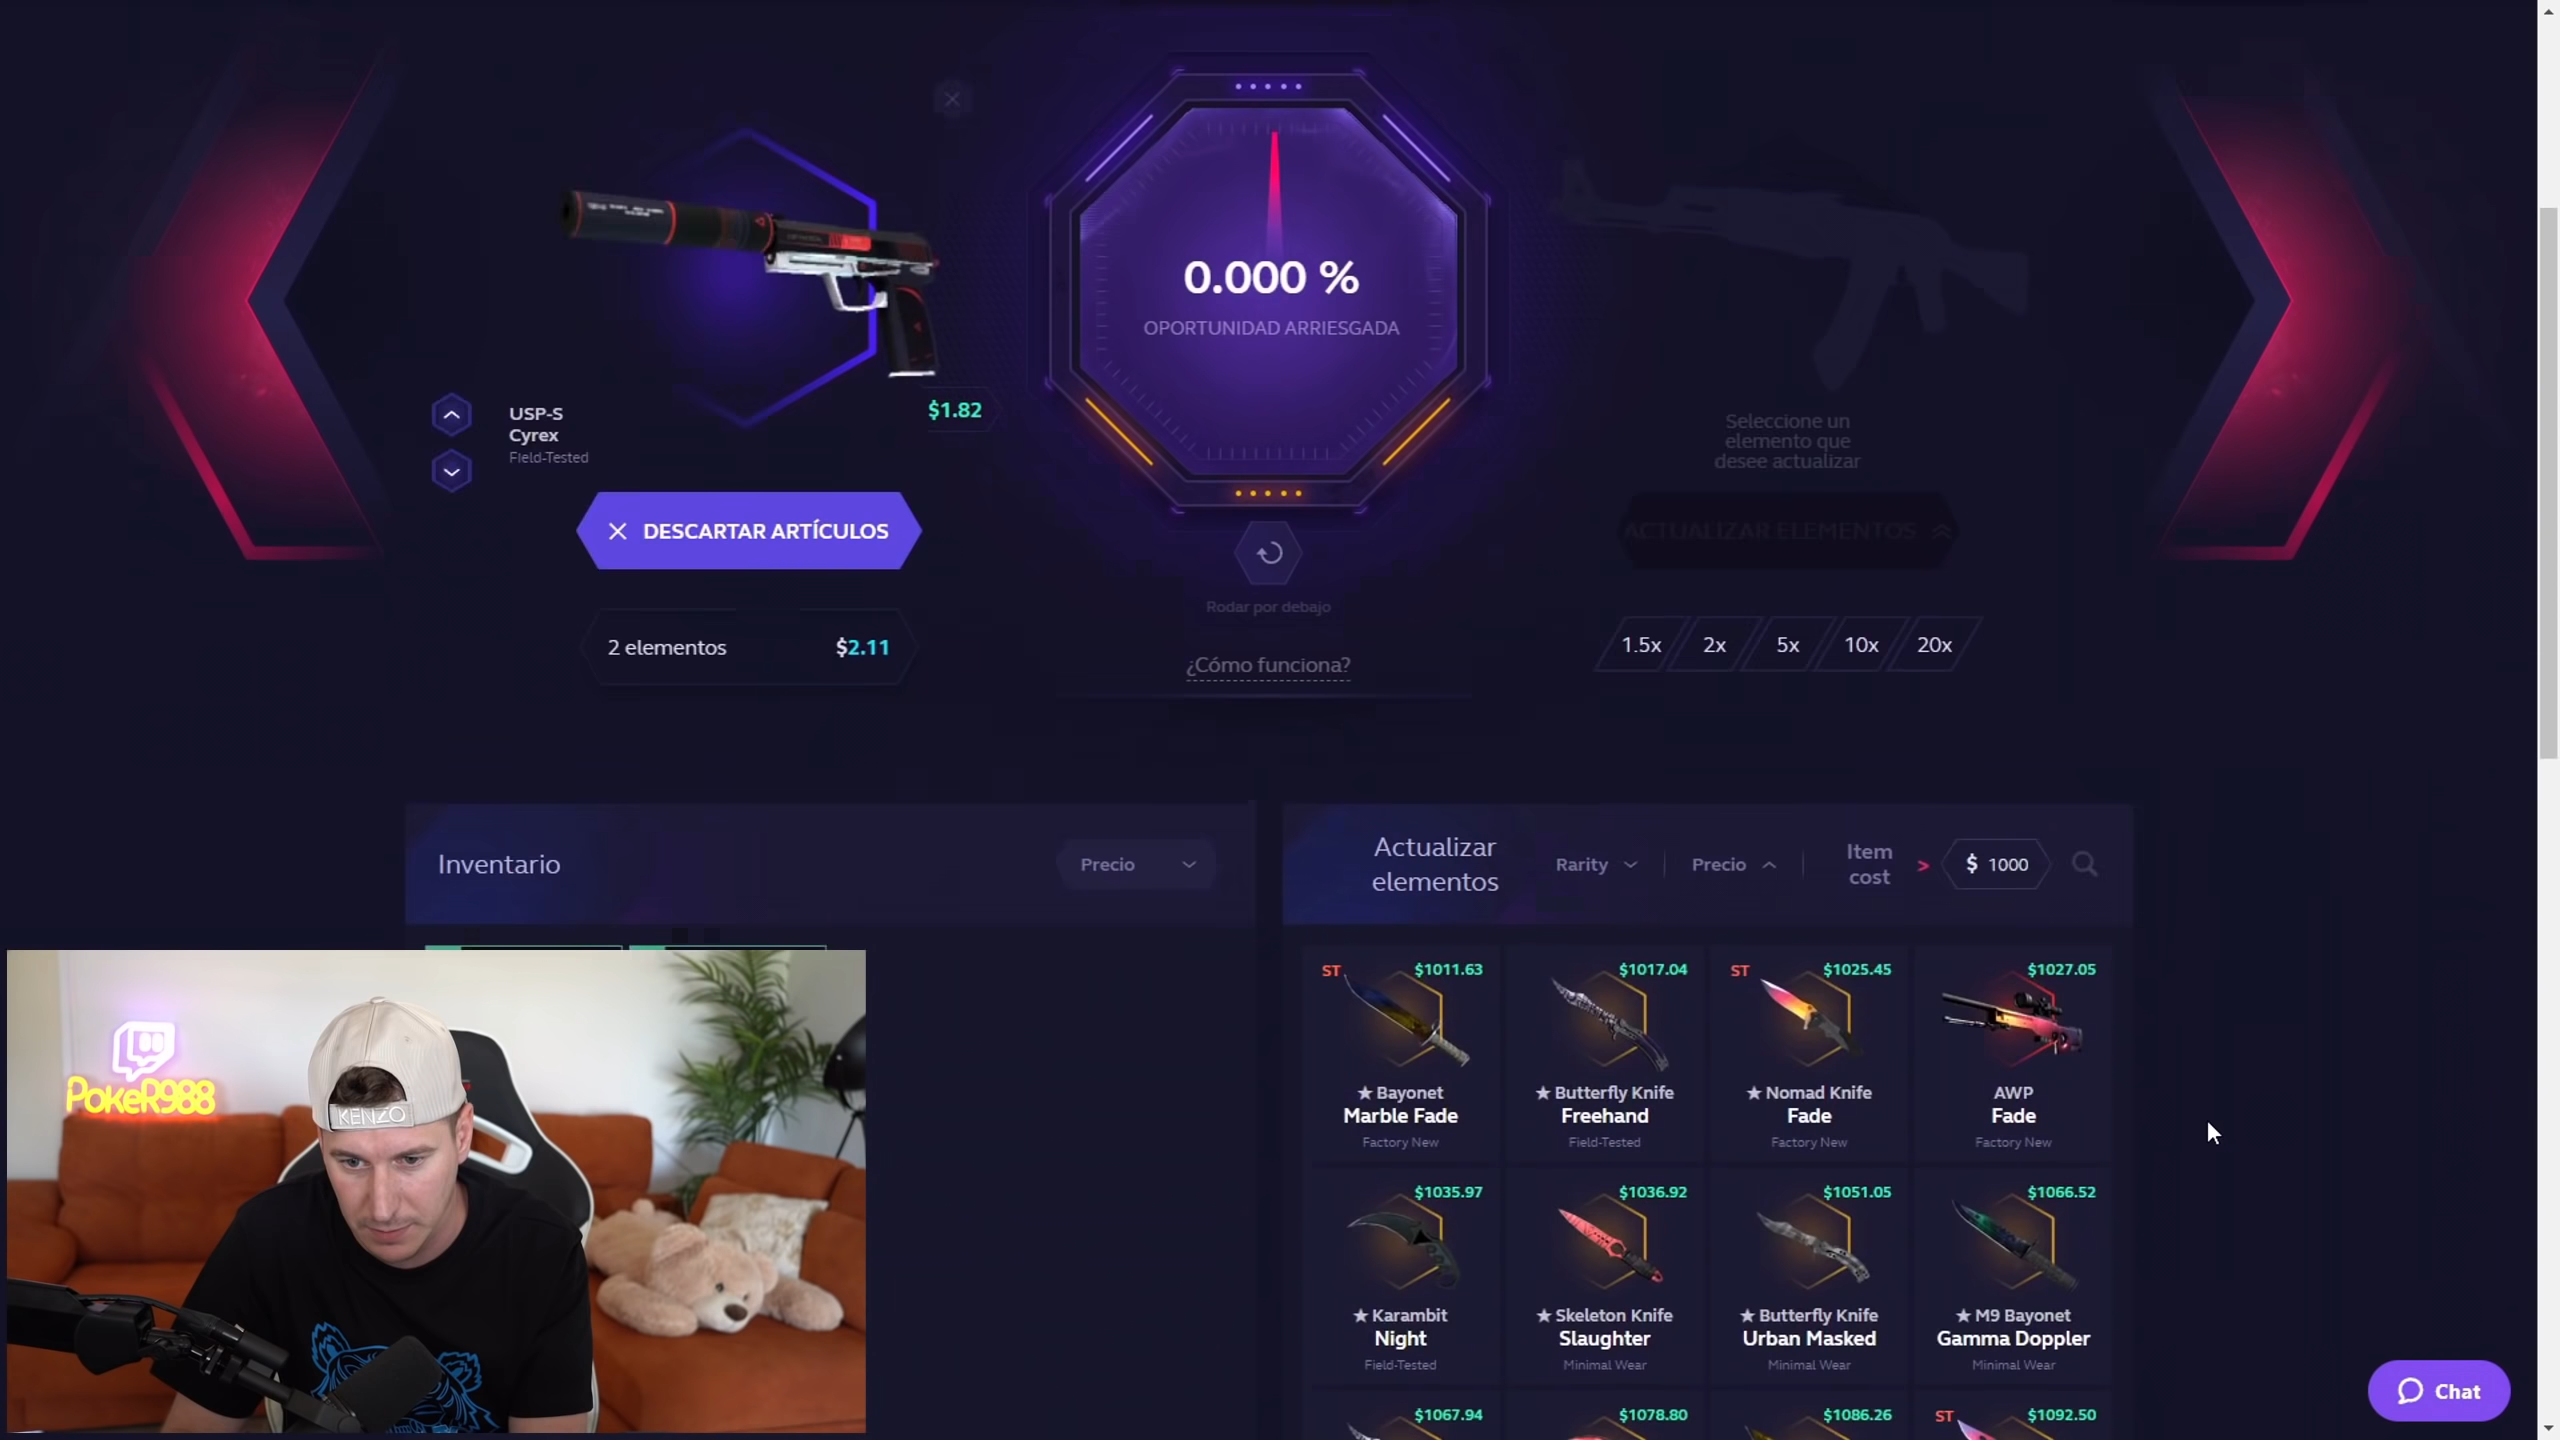 0.000 %
OPORTUNIDAD ARRIESGADA
USP-S
Cyrex
Field-Tested
$1.82
DESCARTAR ARTÍCULOS
2 elementos
$2.11
Rodar por debajo
¿Cómo funciona?
Seleccione un
elemento que
desee actualizar
ACTUALIZAR ELEMENTOS
1.5x
2x
5x
10x
20x
Inventario
Precio
Actualizar
elementos
Rarity
Precio
Item
cost
>
$ 1000
ST
$1011.63
★ Bayonet
Marble Fade
Factory New
$1017.04
★ Butterfly Knife
Freehand
Field-Tested
ST
$1025.45
★ Nomad Knife
Fade
Factory New
$1027.05
AWP
Fade
Factory New
$1035.97
★ Karambit
Night
Field-Tested
$1036.92
★ Skeleton Knife
Slaughter
Minimal Wear
$1051.05
★ Butterfly Knife
Urban Masked
Minimal Wear
$1066.52
★ M9 Bayonet
Gamma Doppler
Minimal Wear
$1067.94
$1078.80
$1086.26
ST
$1092.50
PokeR988
KENZO
Chat